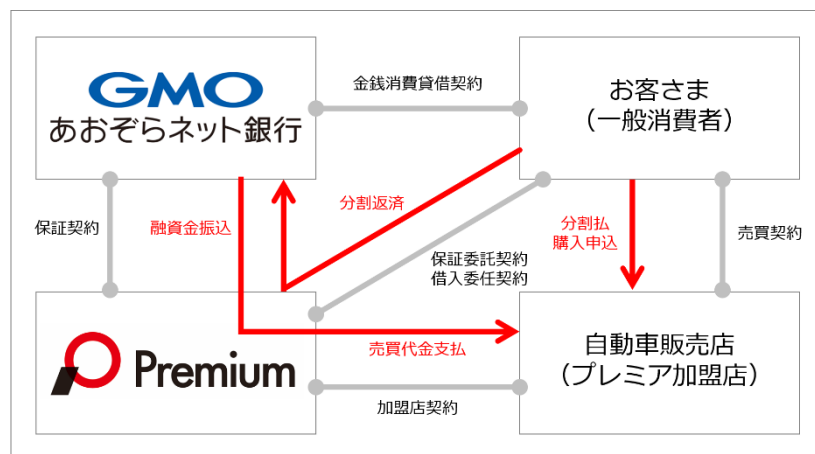 GMO
あおぞらネット銀行
金銭消費貸借契約
お客さま
（一般消費者）
保証契約
融資金振込
分割返済
分割払
購入申込
売買契約
保証委託契約
借入委任契約
Premium
売買代金支払
自動車販売店
（プレミア加盟店）
加盟店契約